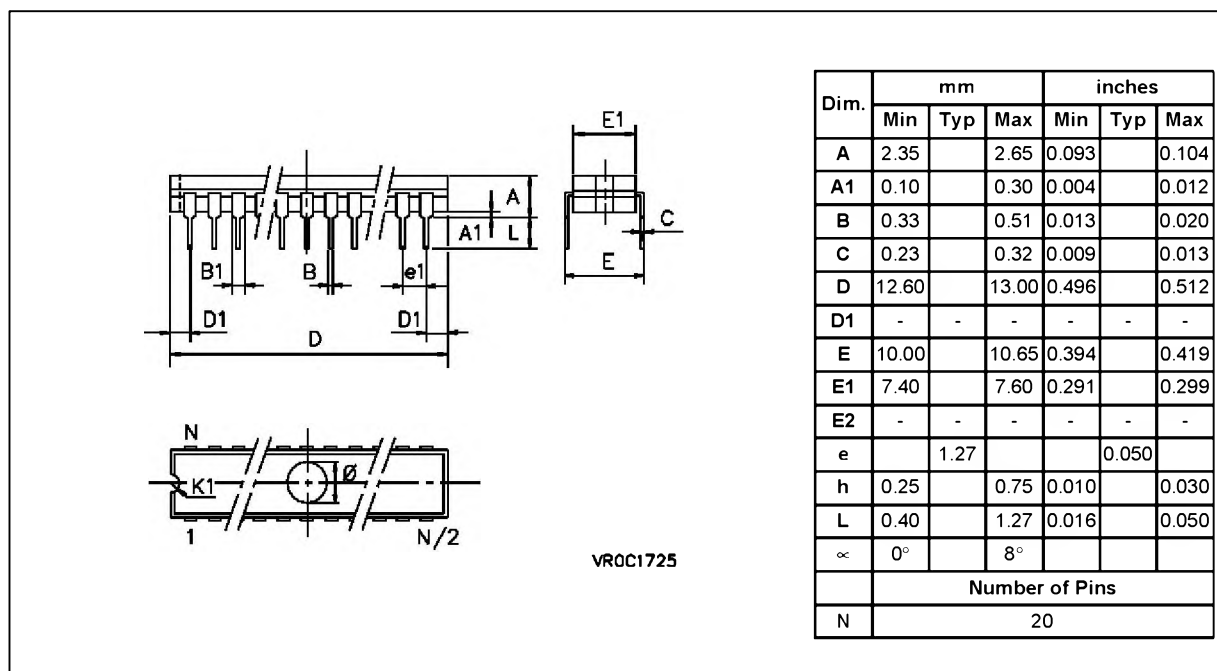 E1
A
A1
L
C
B1
B
e1
E
D1
D1
D
N
Ø
K1
1
N/2
VR0C1725
Dim. mm inches
Min Typ Max Min Typ Max
A 2.35 2.65 0.093 0.104
A1 0.10 0.30 0.004 0.012
B 0.33 0.51 0.013 0.020
C 0.23 0.32 0.009 0.013
D 12.60 13.00 0.496 0.512
D1 - - - - - -
E 10.00 10.65 0.394 0.419
E1 7.40 7.60 0.291 0.299
E2 - - - - - -
e 1.27 0.050
h 0.25 0.75 0.010 0.030
L 0.40 1.27 0.016 0.050
∝ 0° 8°
Number of Pins
N 20